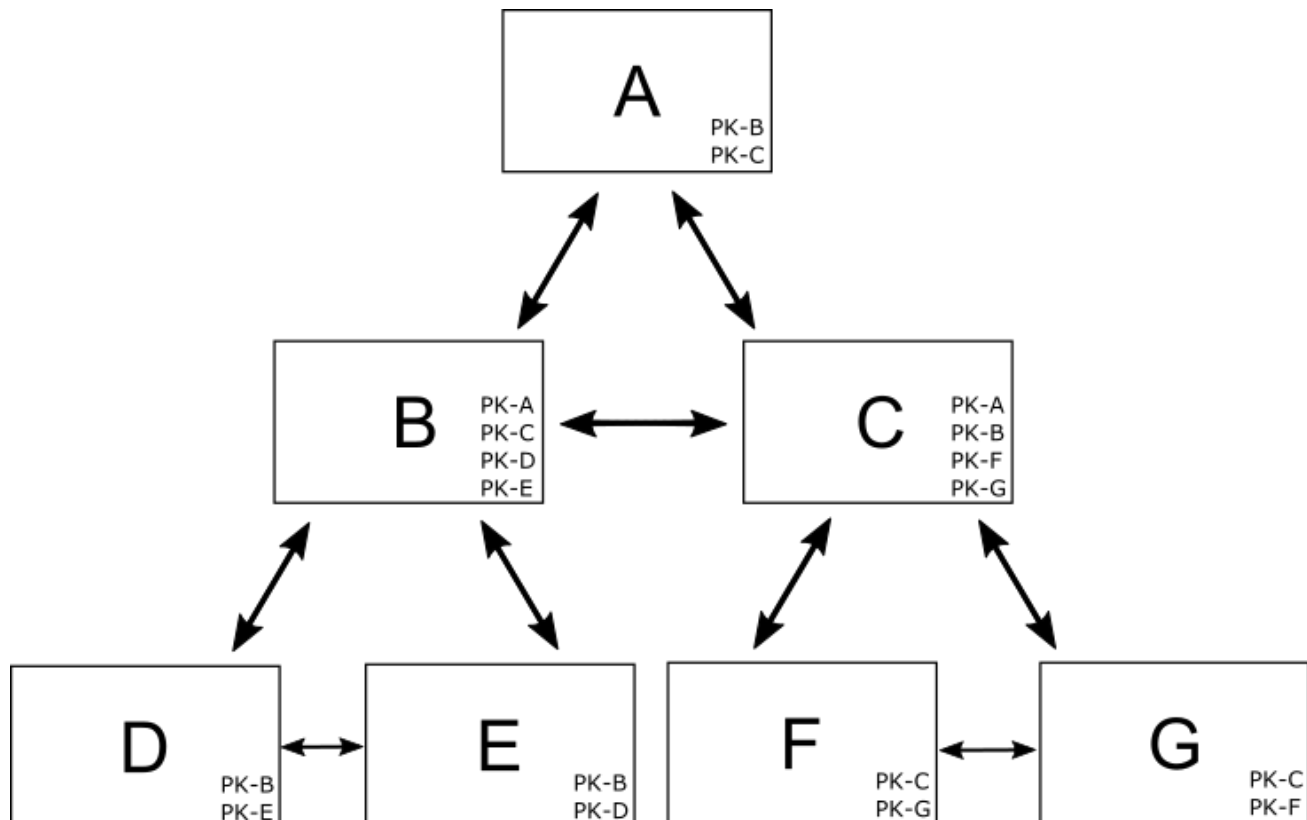 A
PK-B
PK-C
B
PK-A
PK-C
PK-D
PK-E
C
PK-A
PK-B
PK-F
PK-G
D
PK-B
PK-E
E
PK-B
PK-D
F
PK-C
PK-G
G
PK-C
PK-F